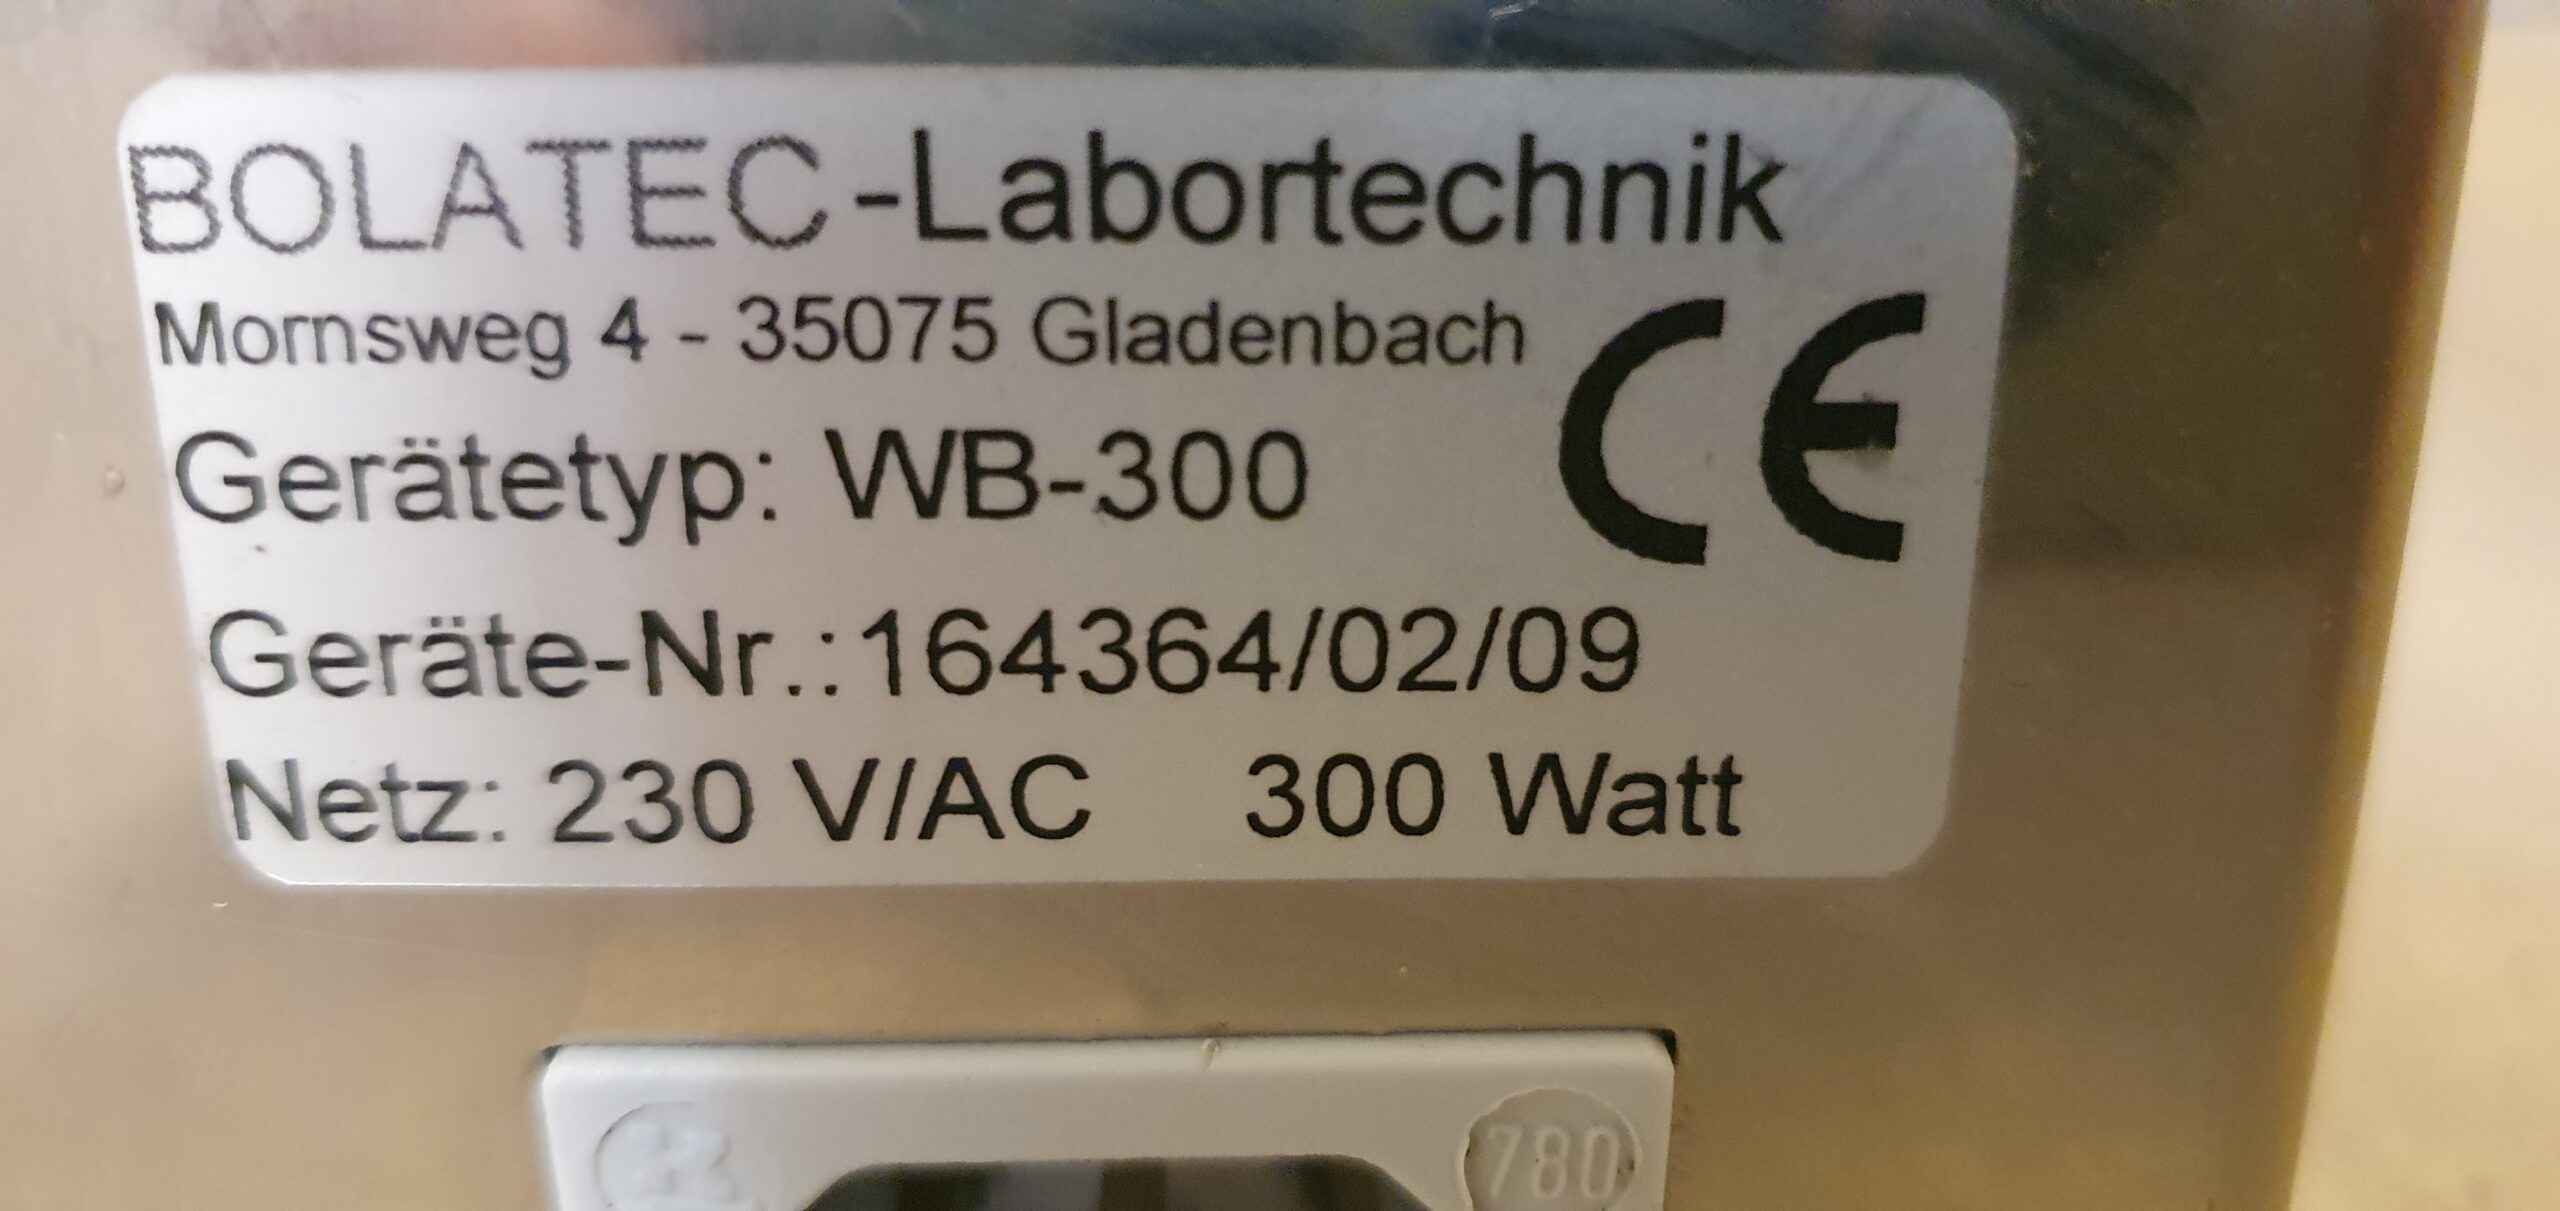 BOLATEC-Labortechnik
Mornsweg 4 - 35075 Gladenbach
CE
Gerätetyp: WB-300
Geräte-Nr.:164364/02/09
Netz: 230 V/AC 300 Watt
780